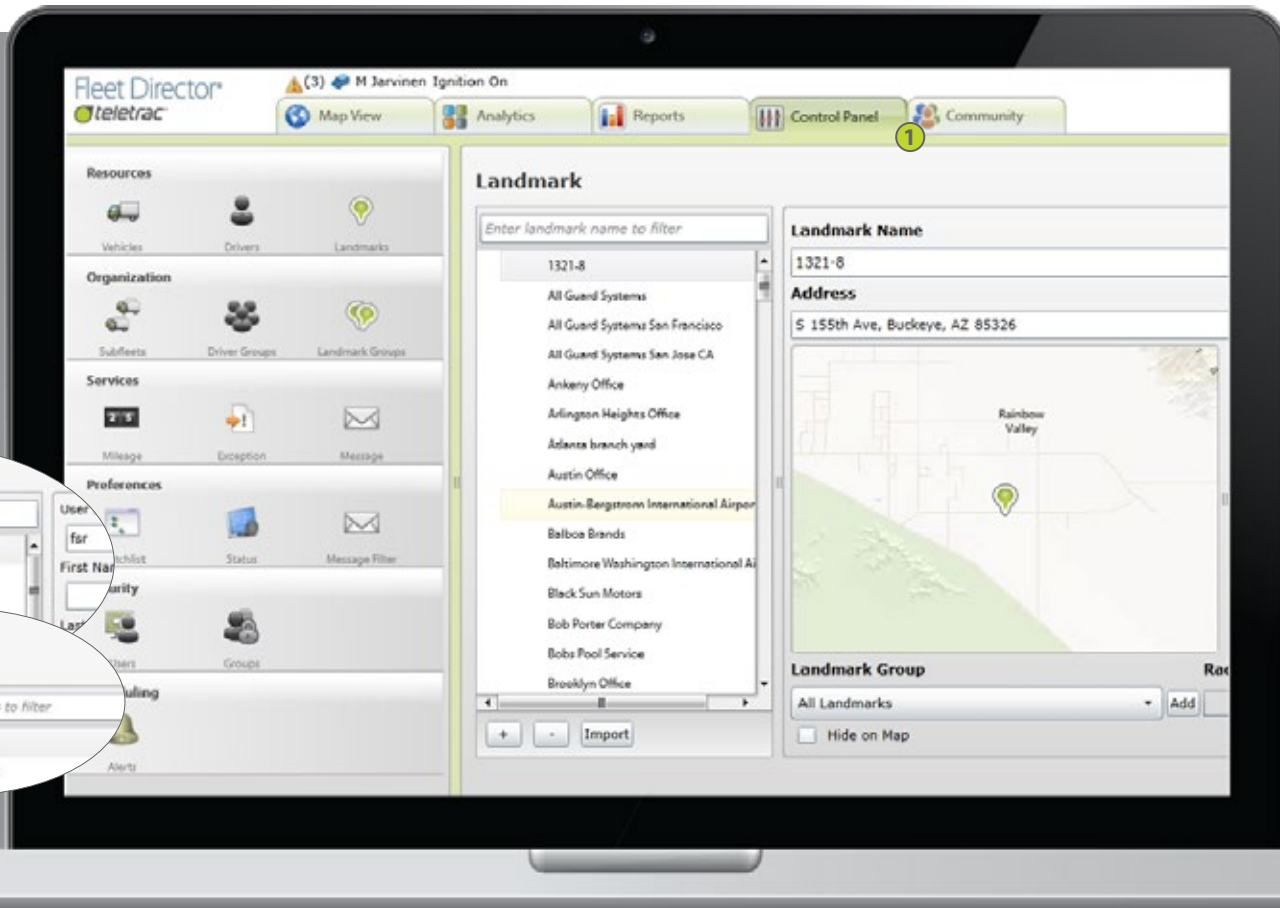 Fleet Director®
teletrac
(3) M Jarvinen Ignition On
Map View
Analytics
Reports
Control Panel
Community
1
Resources
Vehicles
Drivers
Landmarks
Organization
Subfleets
Driver Groups
Landmark Groups
Services
2 5
Mileage
Exception
Message
Preferences
Status
Message Filter
Users
Groups
Alerts
User
fsr
First Nar
Last
to filter
Landmark
Enter landmark name to filter
1321-8
All Guard Systems
All Guard Systems San Francisco
All Guard Systems San Jose CA
Ankeny Office
Arlington Heights Office
Atlanta branch yard
Austin Office
Austin-Bergstrom International Airpor
Balboa Brands
Baltimore Washington International Ai
Black Sun Motors
Bob Porter Company
Bobs Pool Service
Brooklyn Office
+
-
Import
Landmark Name
1321-8
Address
S 155th Ave, Buckeye, AZ 85326
Rainbow
Valley
Landmark Group
All Landmarks
Add
Hide on Map